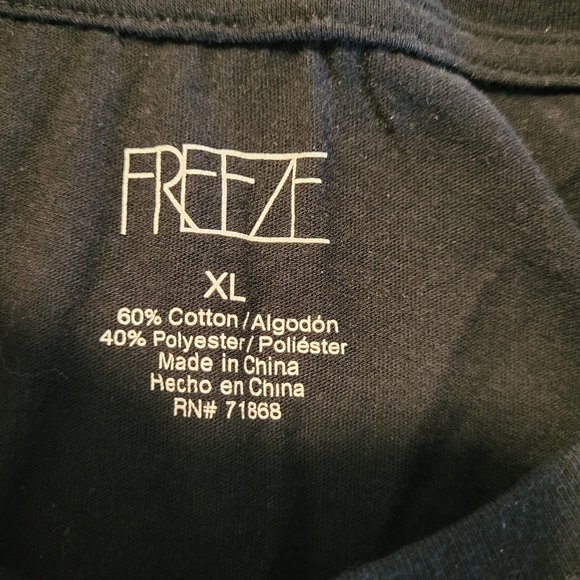 FREEZE
XL
60% Cotton/Algodón
40% Polyester/Poliéster
Made in China
Hecho en China
RN# 71868